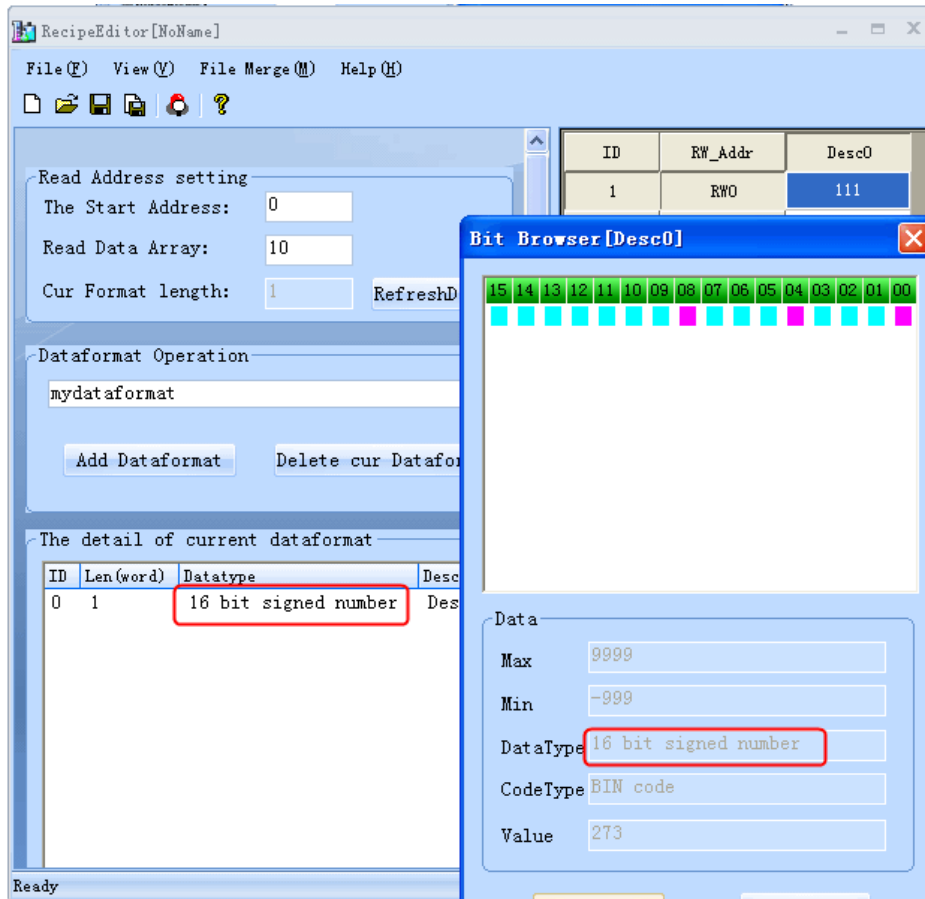 RecipeEditor[NoName]
File(F) View(V) File Merge(M) Help(H)
Read Address setting
The Start Address: 0
Read Data Array: 10
Cur Format length: 1 RefreshD
Dataformat Operation
mydataformat
Add Dataformat Delete cur Datafor
The detail of current dataformat
ID Len(word) Datatype Desc
0 1 16 bit signed number Des
Ready
ID RW_Addr Desc0
1 RW0 111
Bit Browser[Desc0]
15 14 13 12 11 10 09 08 07 06 05 04 03 02 01 00
Data
Max 9999
Min -999
DataType 16 bit signed number
CodeType BIN code
Value 273